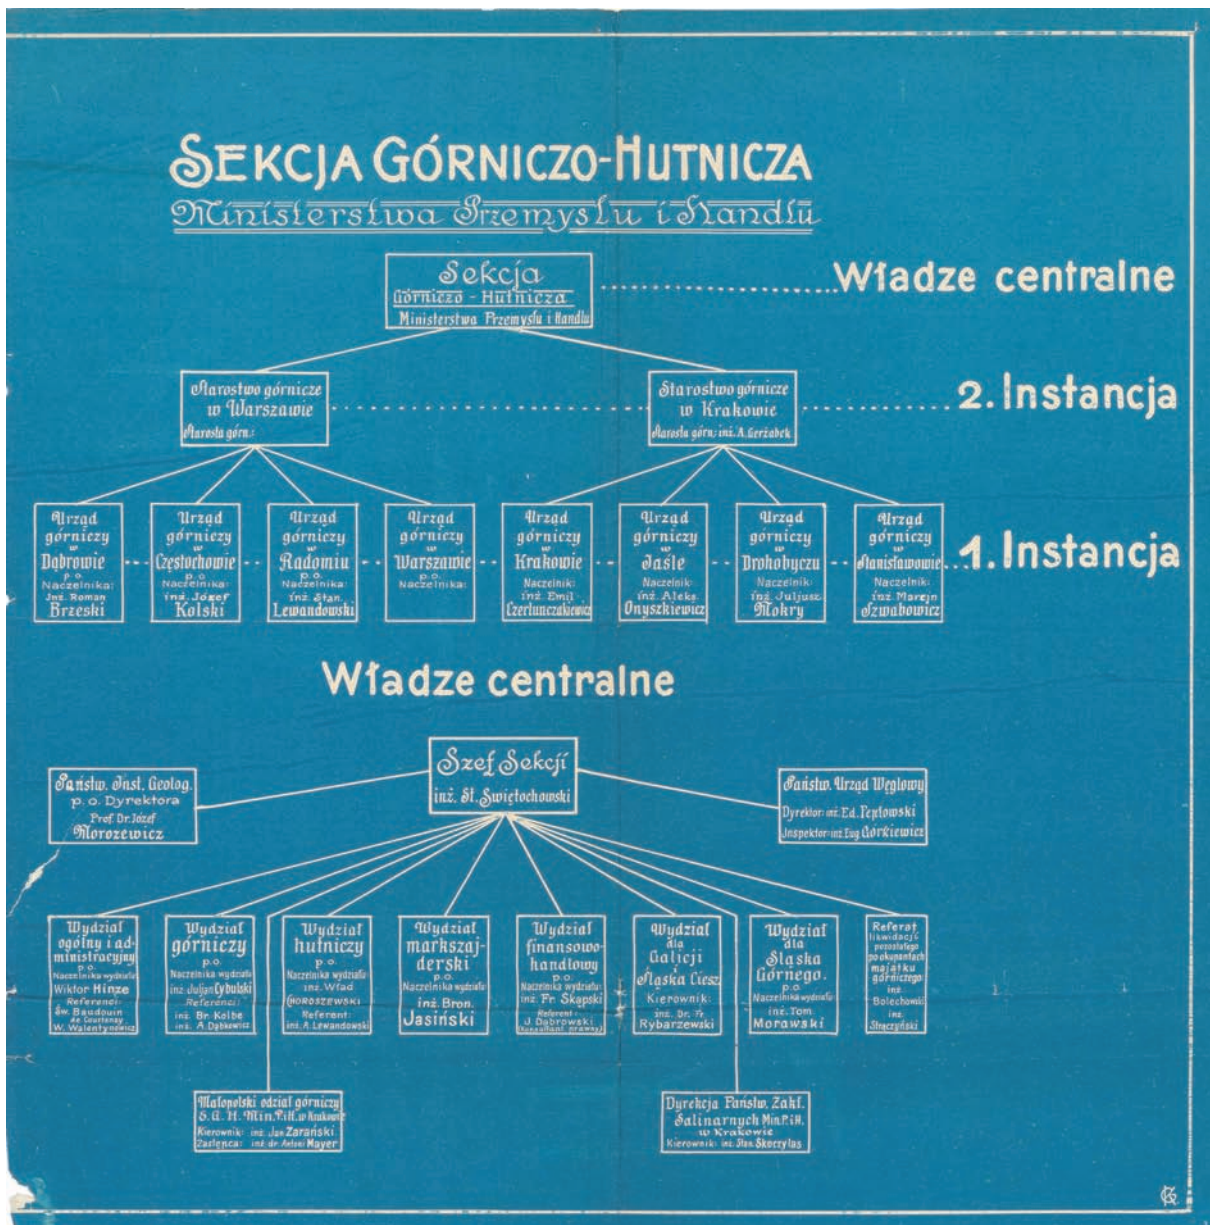 SEKCJA GÓRNICZO-HUTNICZA
Ministerstwa Przemysłu i Handlu
Sekcja
Górniczo - Hutnicza
Ministerstwa Przemysłu i Handlu
Władze centralne
Starostwo górnicze
w Warszawie
Starosta górn.:
Starostwo górnicze
w Krakowie
Starosta górn: inż. A. Gerżabek
2. Instancja
Urząd
górniczy
w
Dąbrowie
p.o.
Naczelnika:
Inż. Roman
Brzeski
Urząd
górniczy
w
Częstochowie
p.o
Naczelnika:
inż. Józef
Kolski
Urząd
górniczy
w
Radomiu
p.o.
Naczelnika:
inż. Stan.
Lewandowski
Urząd
górniczy
w
Warszawie
p.o.
Naczelnika:
Urząd
górniczy
w
Krakowie
Naczelnik:
inż. Emil
Czerlunczakiewicz
Urząd
górniczy
w
Jaśle
Naczelnik:
inż. Aleks.
Onyszkiewicz
Urząd
górniczy
w
Drohobyczu
Naczelnik:
inż. Juljusz
Mokry
Urząd
górniczy
w
Stanisławowie
Naczelnik:
inż. Marejn
Szwabowicz
1. Instancja
Władze centralne
Szef Sekcji
inż. St. Świętochowski
Państw. Inst. Geolog.
p. o. Dyrektora
Prof. Dr. Józef
Morozewicz
Państw. Urząd Węglowy
Dyrektor: inż. Ed. Pepłowski
Inspektor: inż. Eug. Górkiewicz
Wydział
ogólny i ad-
ministracyjny
p.o.
Naczelnika wydziału
Wiktor Hinze
Referenci:
Św. Baudouin
de Courtenay
W. Walentynowicz
Wydział
górniczy
p.o.
Naczelnika wydziału
inż. Juljan Cybulski
Referenci:
inż. Br. Kolbe
inż. A. Dąbkowicz
Wydział
hutniczy
p.o.
Naczelnika wydziału
inż. Wład
CHOROSZEWSKI
Referent:
inż. A. Lewandowski
Wydział
markszaj-
derski
p.o.
Naczelnika wydziału
inż. Bron.
Jasiński
Wydział
finansowo-
handlowy
p.o.
Naczelnika wydziału:
inż. Fr. Skąpski
Referent:
J. Dąbrowski
(konsultant prawny)
Wydział
dla
Galicji
i
Śląska Ciesz.
Kierownik:
inż. Dr. Fr.
Rybarzewski
Wydział
dla
Śląska
Górnego.
p.o
Naczelnika wydziału
inż. Tom.
Morawski
Referat
likwidacji
pozostałego
po okupantach
majątku
górniczego:
inż.
Bolechowski
inż.
Strączyński
Małopolski odział górniczy
S. G. H. Min. P. i H. w Krakowie
Kierownik: inż. Jan Zarański
Zastępca: inż dr. Antoni Mayer
Dyrekcja Państw. Zakł.
Salinarnych Min. P. i H.
w Krakowie
Kierownik: inż. Stan. Skoczylas